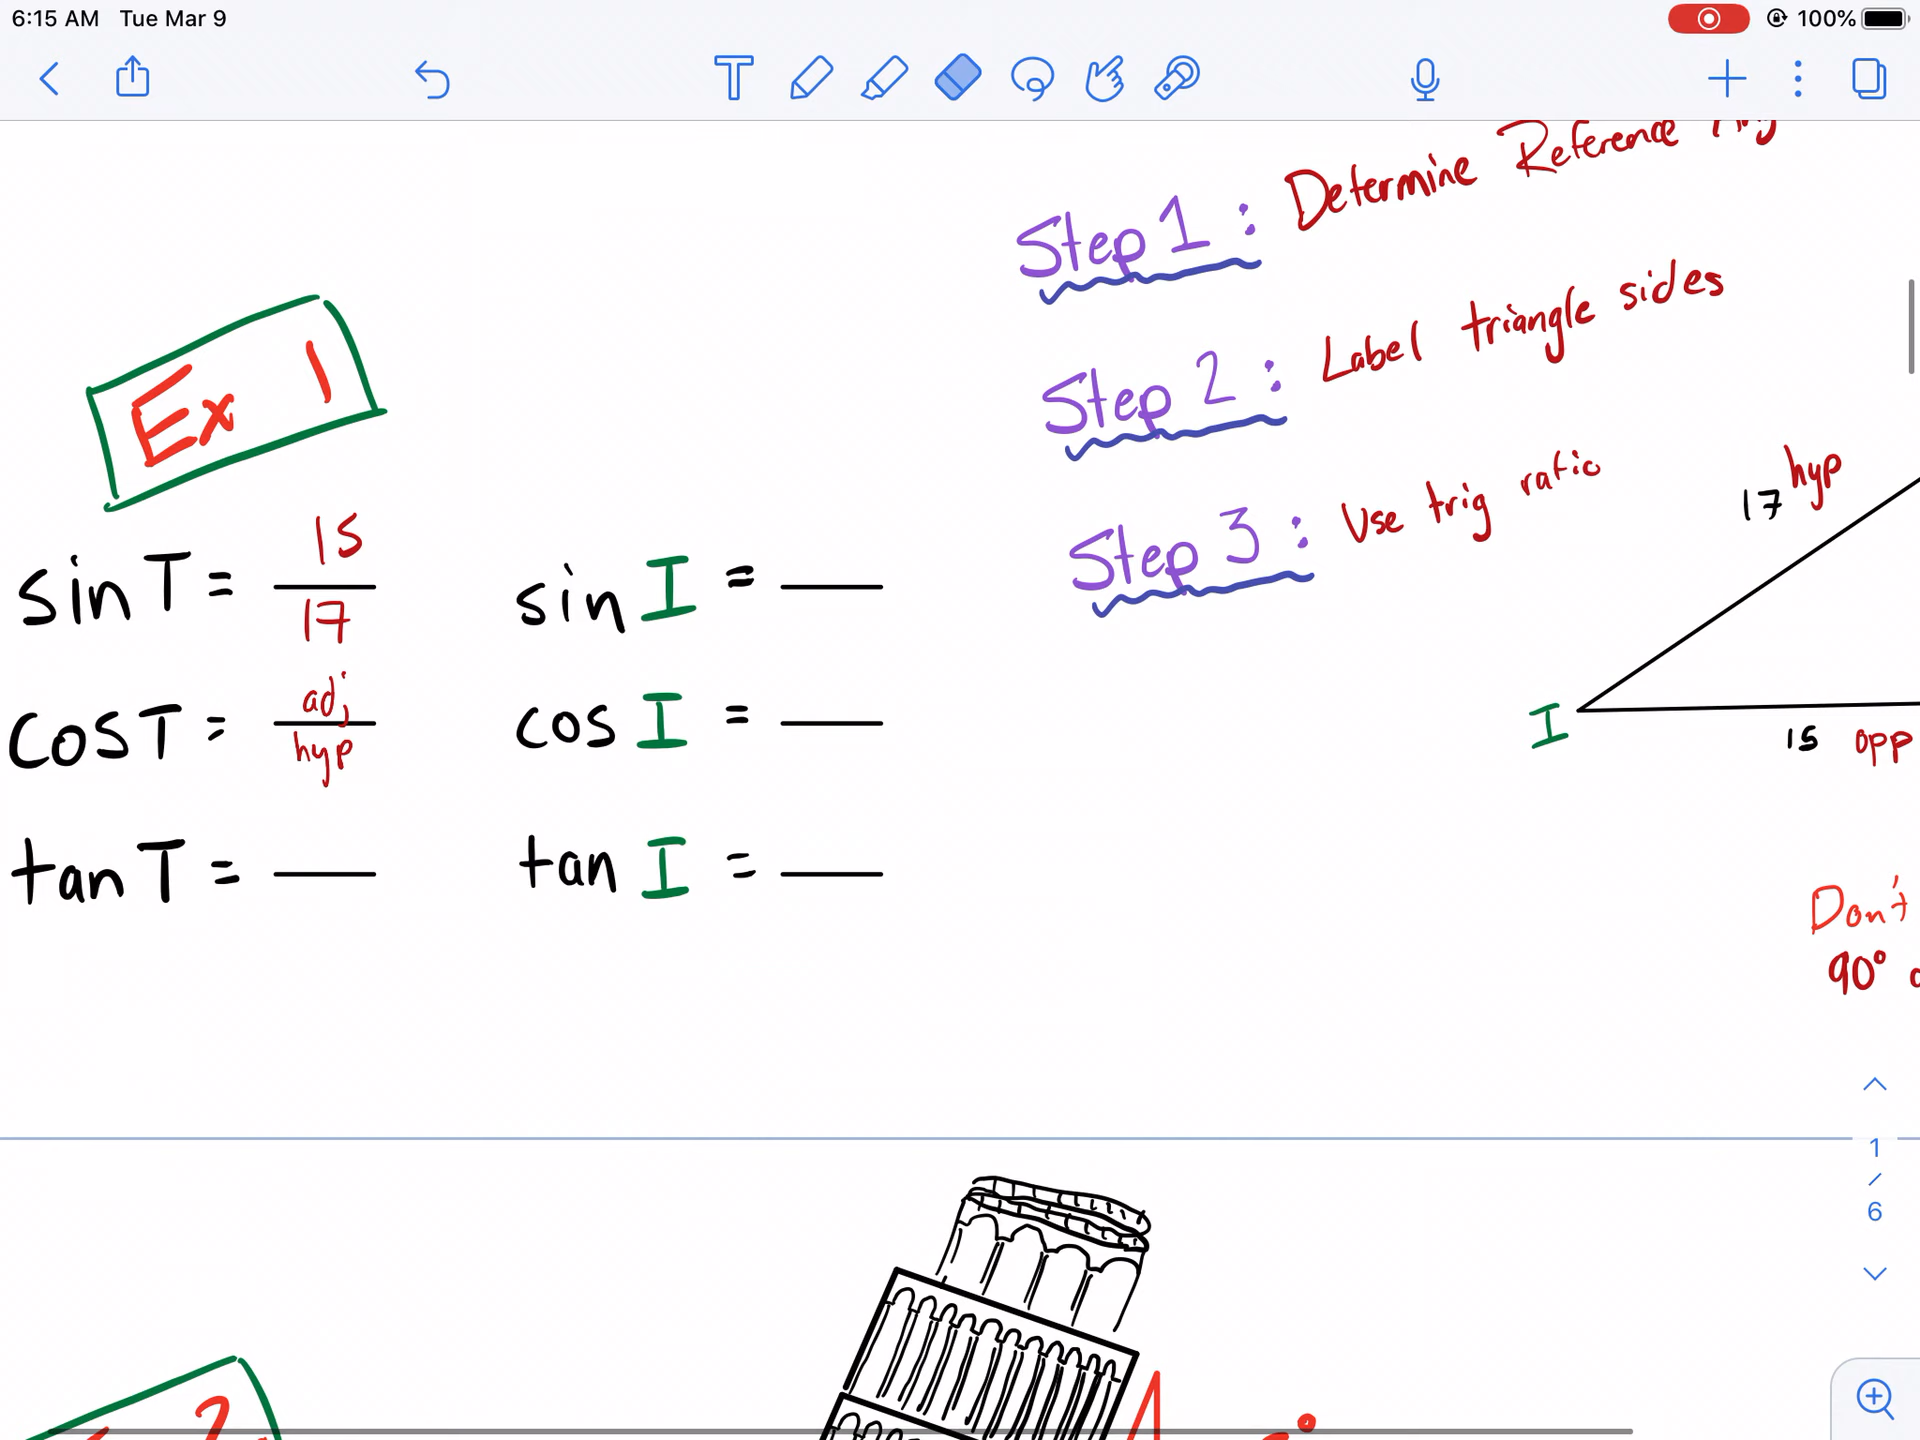 6:15 AM Tue Mar 9
100%
Step 1 : Determine Reference
Step 2 : Label triangle sides
Step 3 : Use trig ratio
Ex 1
sin T = 15
17
cos T = adj
hyp
tan T =
sin I =
cos I =
tan I =
17 hyp
I
15 opp
Don't
90°
1
/
6
2